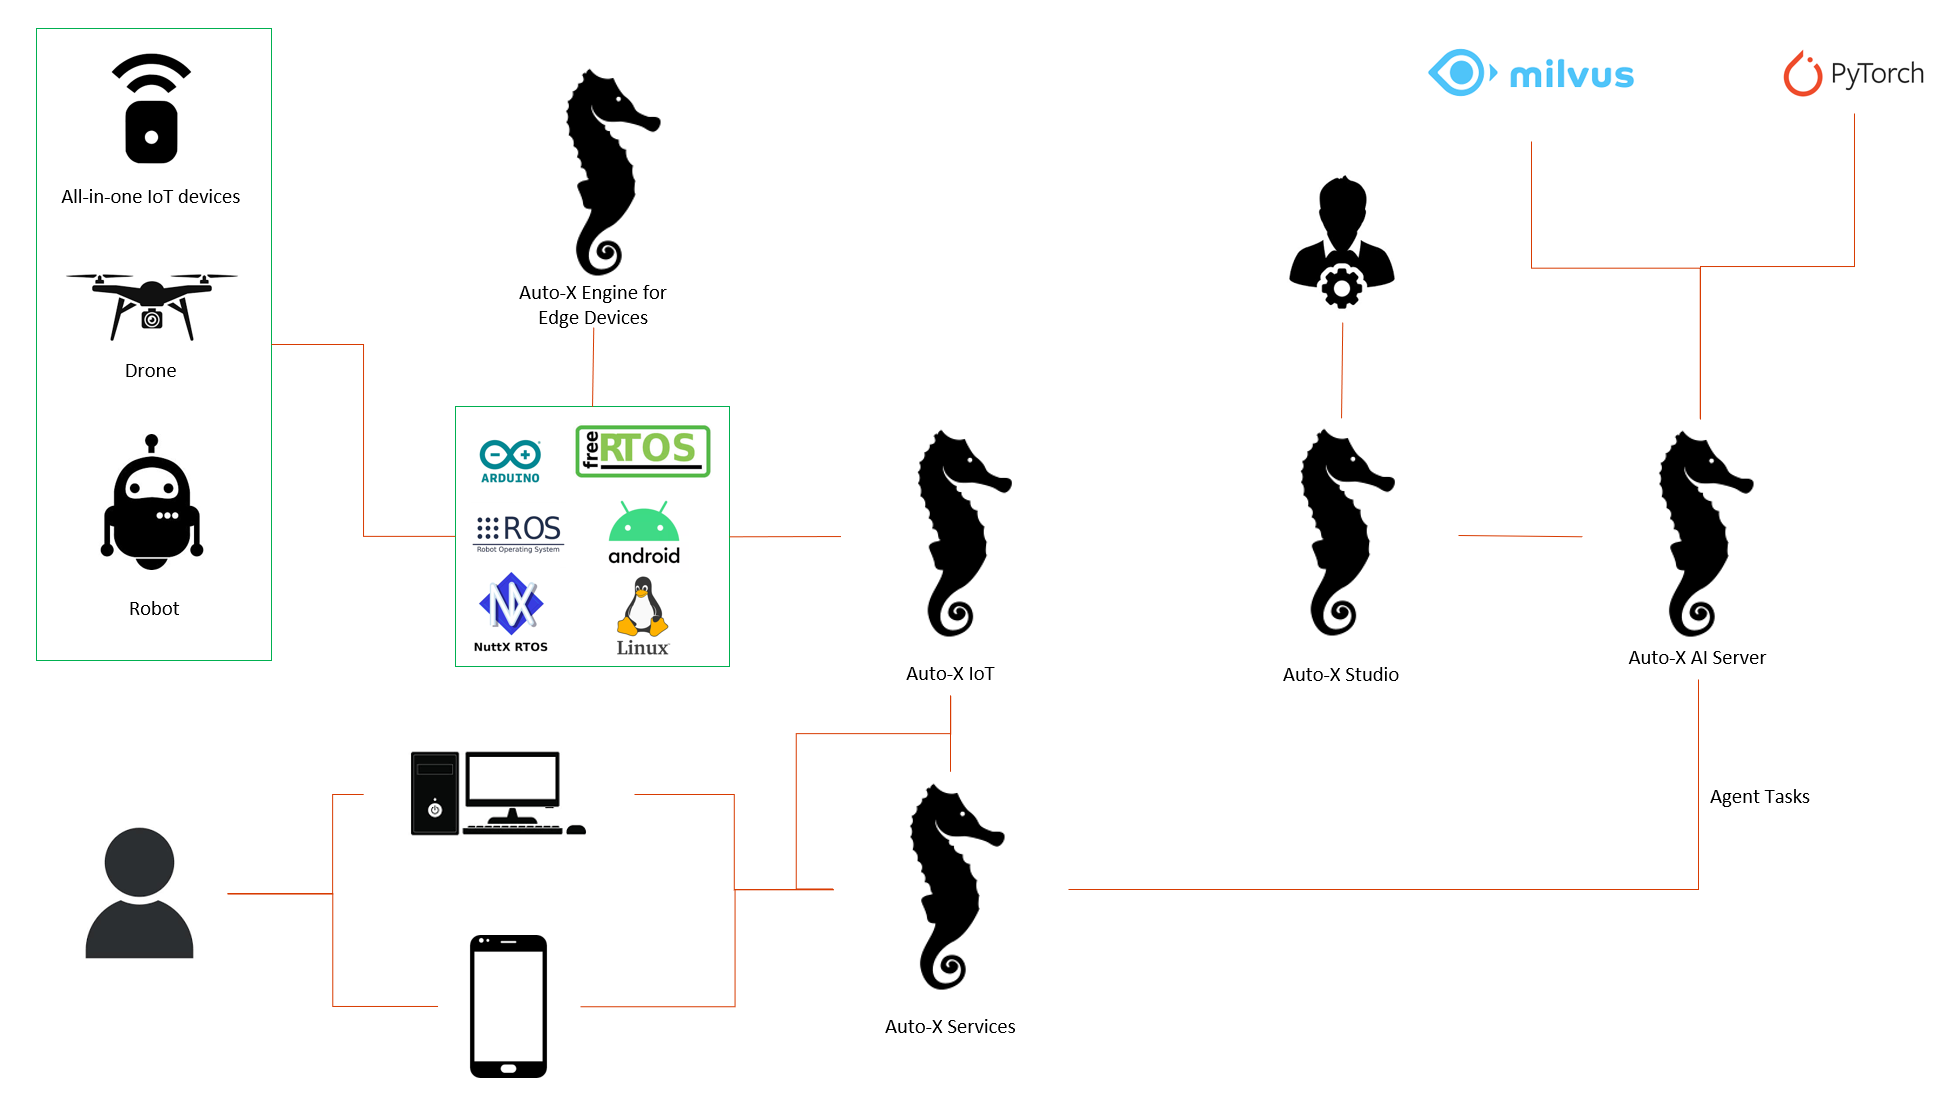 milvus
PyTorch
All-in-one IoT devices
Auto-X Engine for
Edge Devices
Drone
ARDUINO
free
RTOS
ROS
Robot Operating System
android
Robot
NX
NuttX RTOS
Linux
Auto-X IoT
Auto-X Studio
Auto-X AI Server
Agent Tasks
Auto-X Services